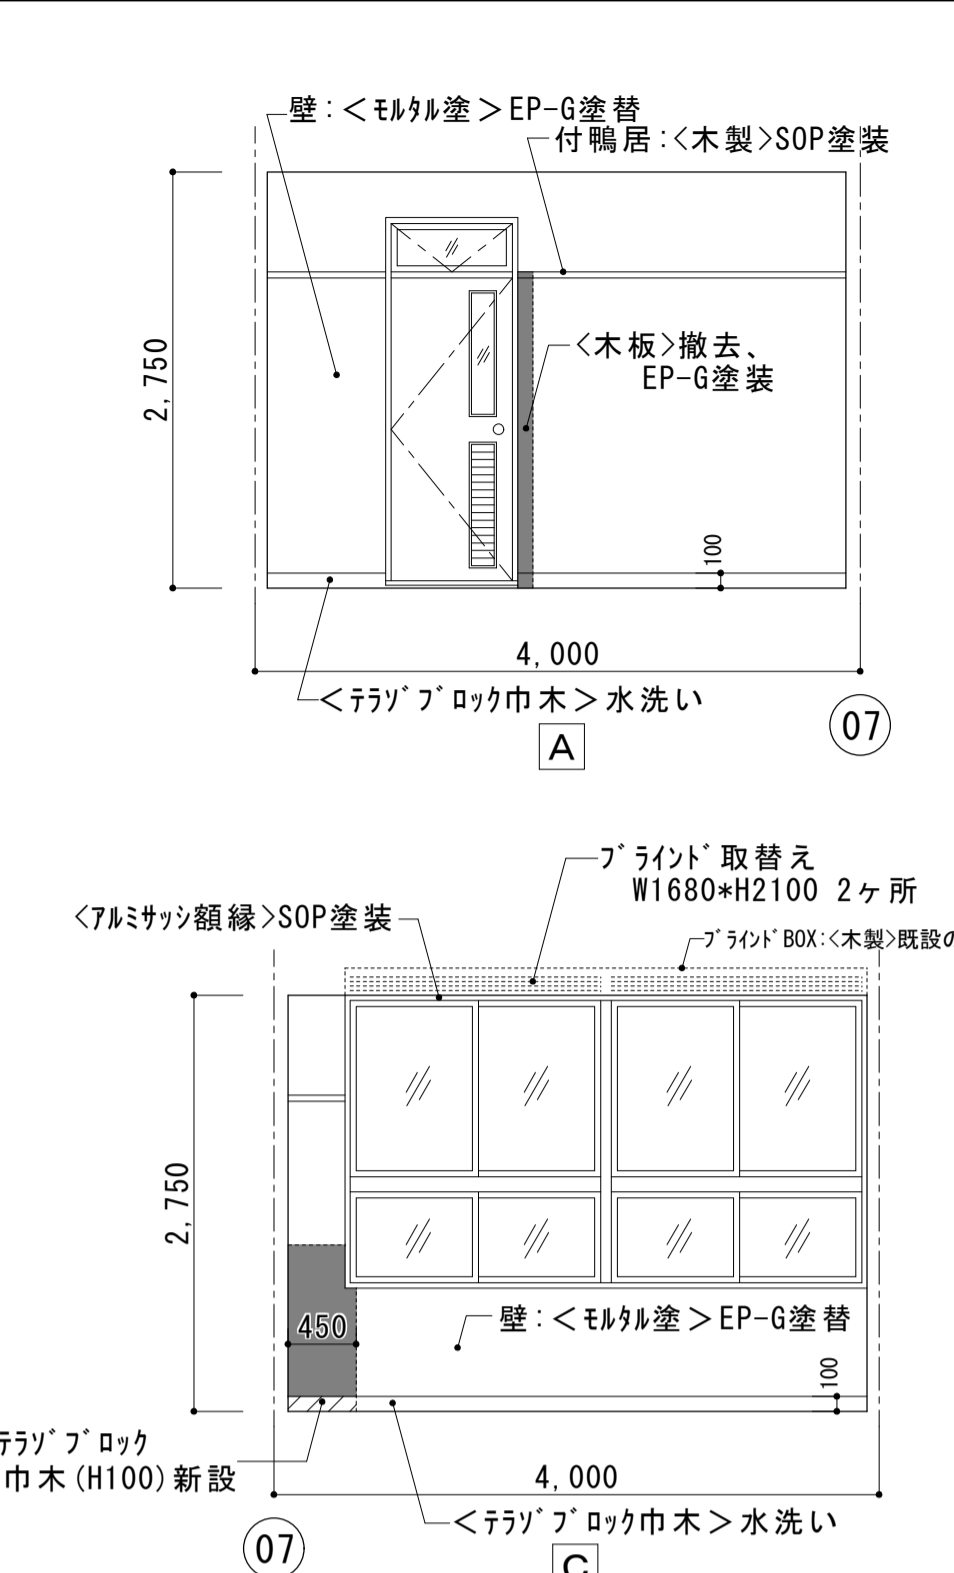 壁:<ﾓﾙﾀﾙ塗>EP-G塗替
付鴨居:<木製>SOP塗装
<木板>撤去、
EP-G塗装
2,750
100
4,000
<ﾃﾗｿﾞﾌﾞﾛｯｸ巾木>水洗い
A
07
ﾌﾞﾗｲﾝﾄﾞ取替え
W1680*H2100 2ヶ所
<ｱﾙﾐｻｯｼ額縁>SOP塗装
ﾌﾞﾗｲﾝﾄﾞBOX:<木製>既設の
2,750
450
壁:<ﾓﾙﾀﾙ塗>EP-G塗替
100
ﾃﾗｿﾞﾌﾞﾛｯｸ
巾木(H100)新設
4,000
<ﾃﾗｿﾞﾌﾞﾛｯｸ巾木>水洗い
07
C